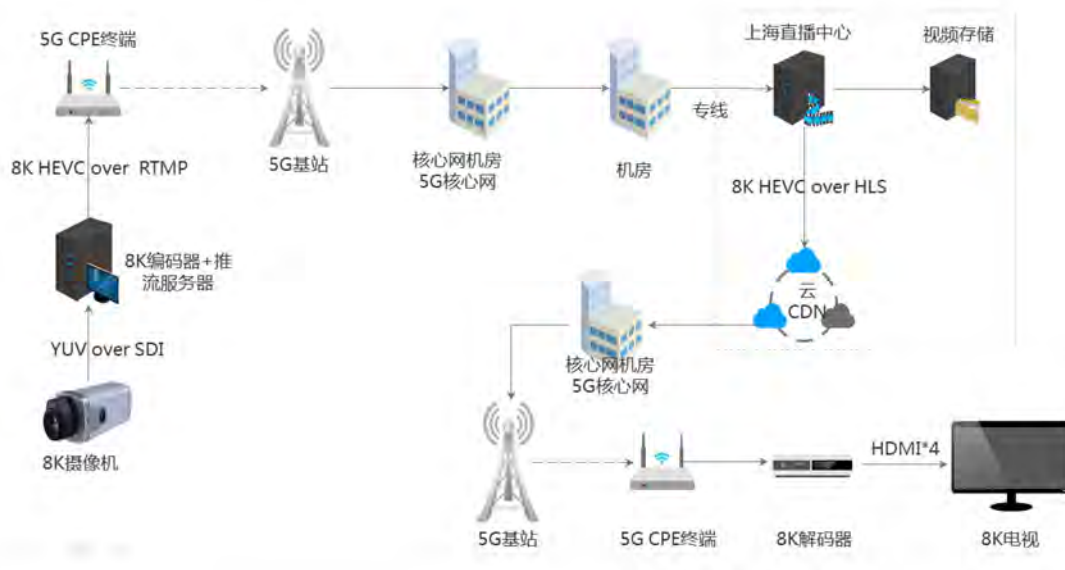 5G CPE终端
上海直播中心
视频存储
专线
5G基站
核心网机房
5G核心网
机房
8K HEVC over RTMP
8K HEVC over HLS
8K编码器+推
流服务器
云
CDN
YUV over SDI
核心网机房
5G核心网
8K摄像机
HDMI*4
5G基站
5G CPE终端
8K解码器
8K电视